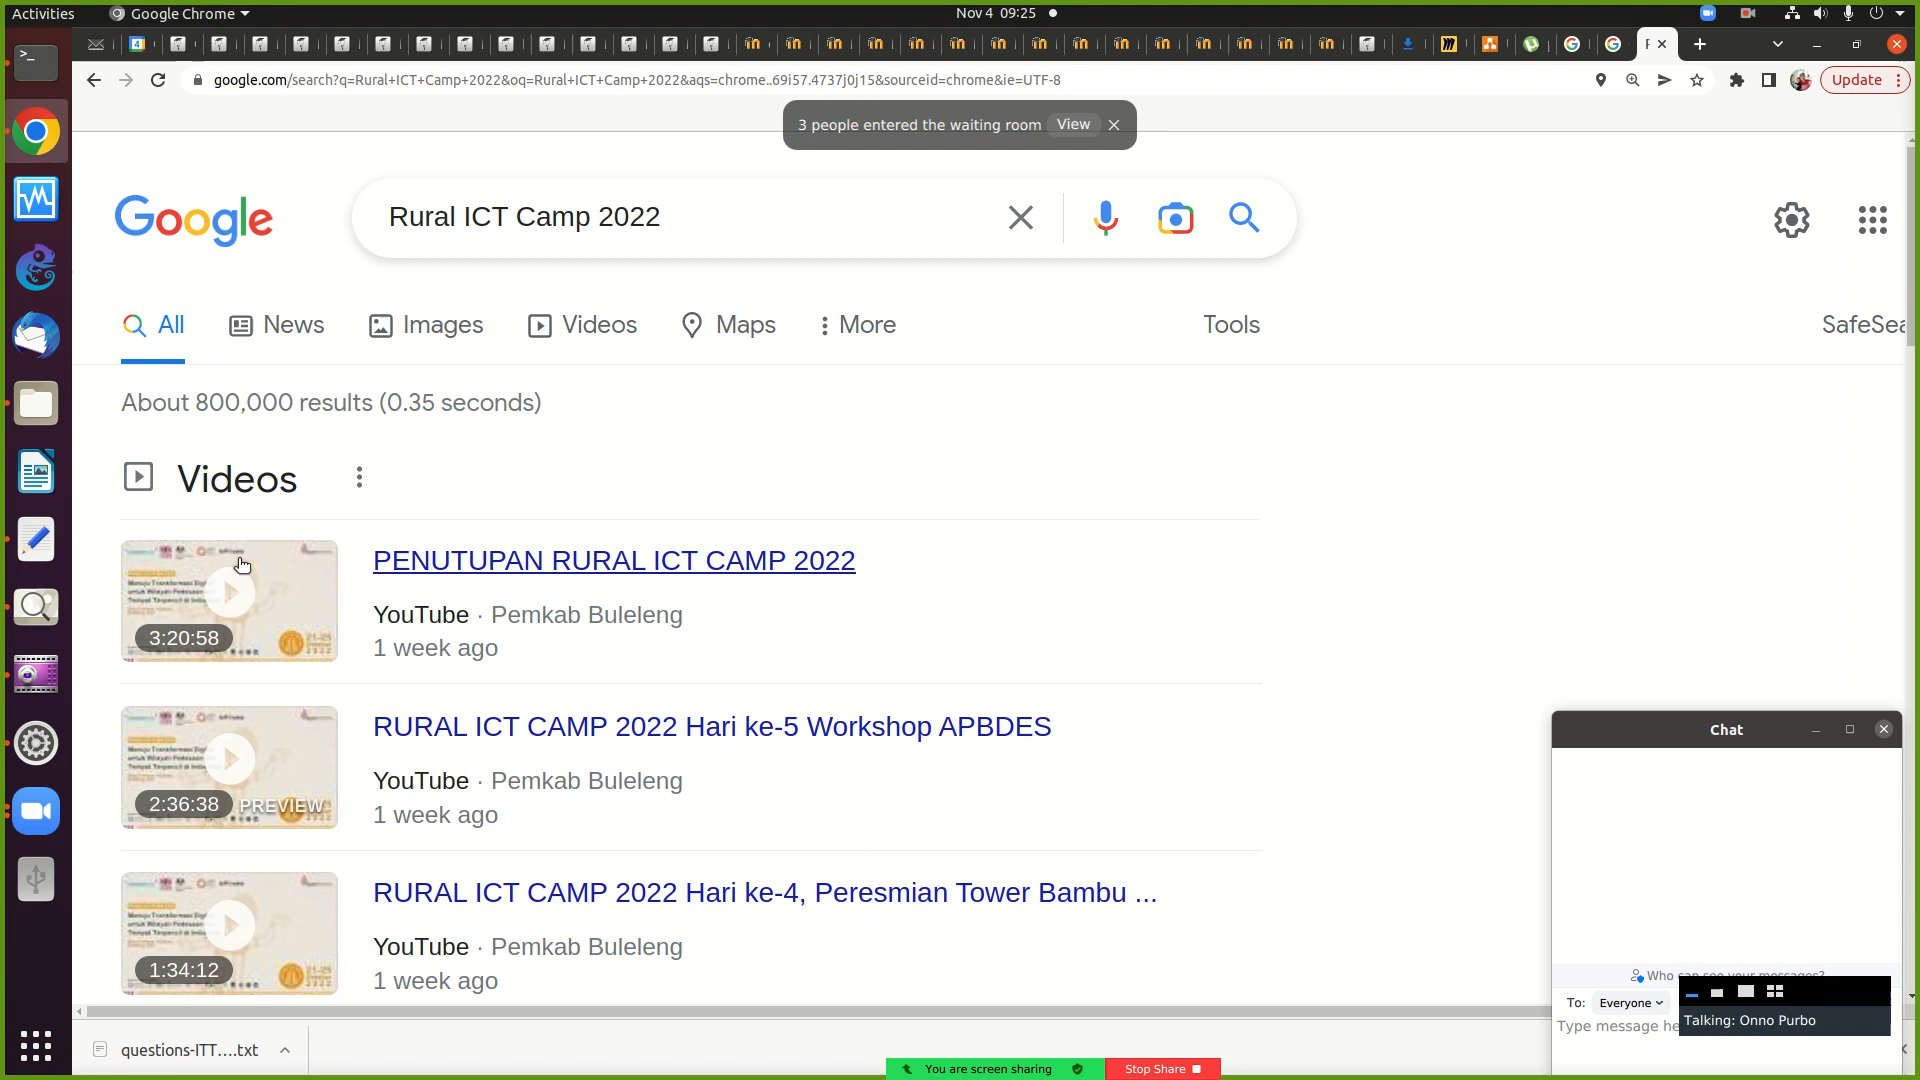 Activities
Google Chrome
Nov 4 09:25
google.com/search?q=Rural+ICT+Camp+2022&oq=Rural+ICT+Camp+2022&aqs=chrome..69i57.4737j0j15&sourceid=chrome&ie=UTF-8
Update
3 people entered the waiting room View
Google
Rural ICT Camp 2022
All News Images Videos Maps More Tools SafeSea
About 800,000 results (0.35 seconds)
Videos
PENUTUPAN RURAL ICT CAMP 2022
YouTube · Pemkab Buleleng
1 week ago
3:20:58
RURAL ICT CAMP 2022 Hari ke-5 Workshop APBDES
YouTube · Pemkab Buleleng
1 week ago
2:36:38 PREVIEW
RURAL ICT CAMP 2022 Hari ke-4, Peresmian Tower Bambu ...
YouTube · Pemkab Buleleng
1 week ago
1:34:12
Chat
Who can see your messages?
To: Everyone
Type message he
Talking: Onno Purbo
questions-ITT....txt
You are screen sharing
Stop Share